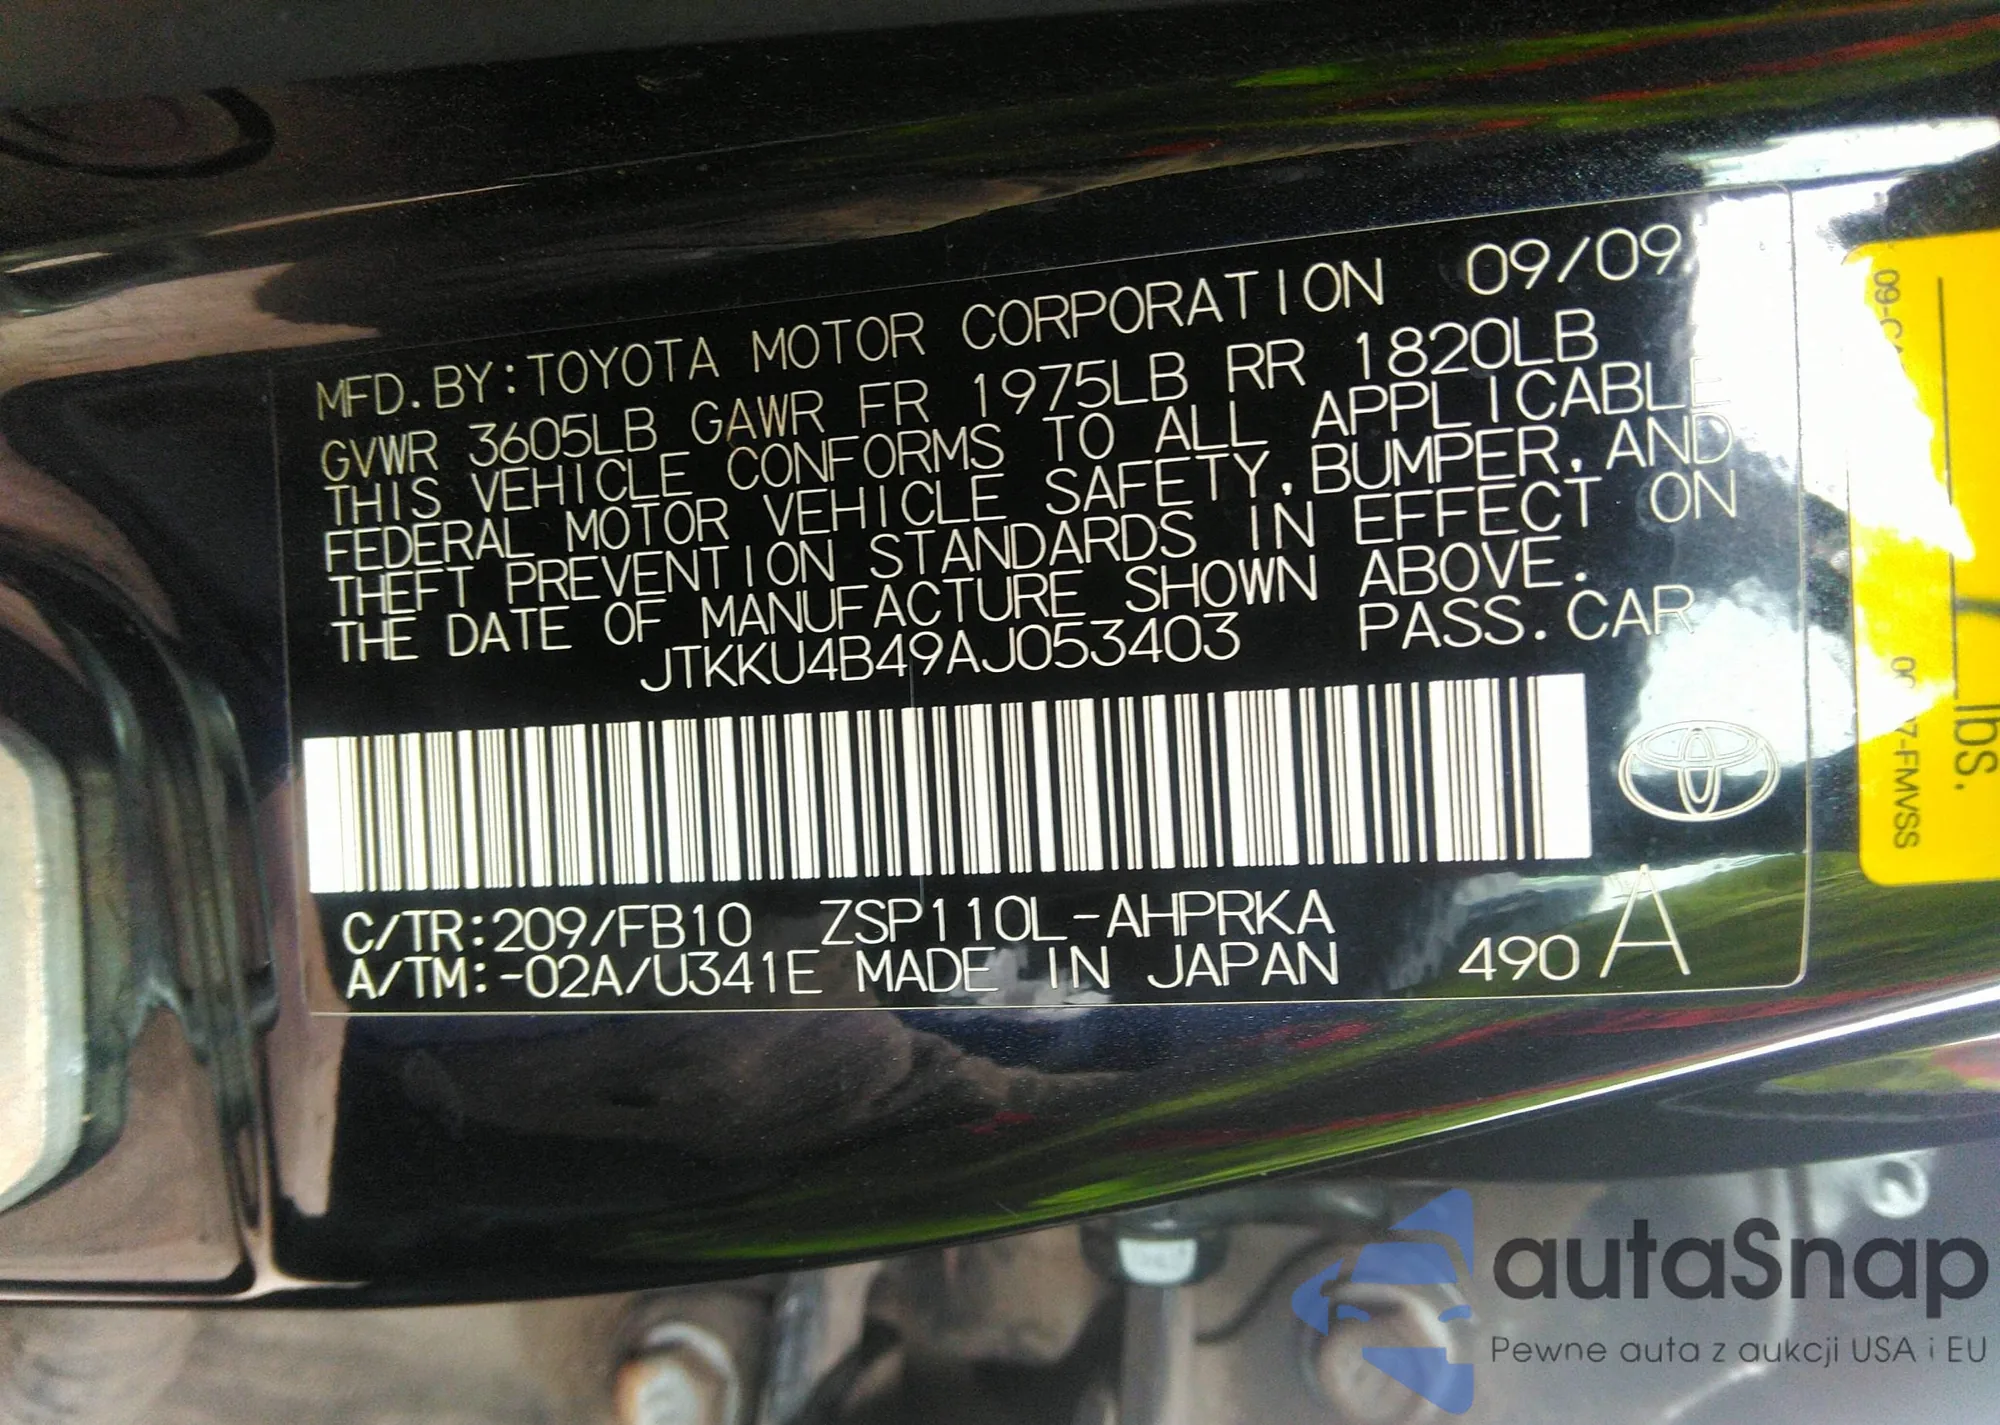 MFD. BY: TOYOTA MOTOR CORPORATION 09/09
GVWR 3605LB GAWR FR 1975LB RR 1820LB
THIS VEHICLE CONFORMS TO ALL APPLICABLE
FEDERAL MOTOR VEHICLE SAFETY, BUMPER, AND
THEFT PREVENTION STANDARDS IN EFFECT ON
THE DATE OF MANUFACTURE SHOWN ABOVE.
JTKKU4B49AJ053403 PASS. CAR
C/TR: 209/FB10 ZSP110L-AHPRKA
A/TM: -02A/U341E MADE IN JAPAN 490 A
lbs.
7-FMVSS
autaSnap
Pewne auta z aukcji USA i EU